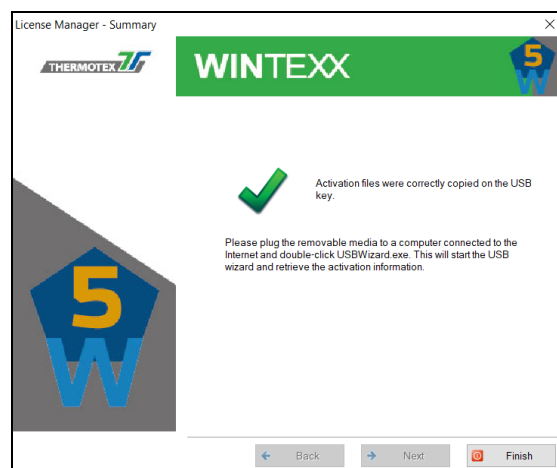 License Manager - Summary
THERMOTEX
WINTEXX
5
Activation files were correctly copied on the USB
key.
Please plug the removable media to a computer connected to the
Internet and double-click USBWizard.exe. This will start the USB
wizard and retrieve the activation information.
5
W
Back
Next
Finish